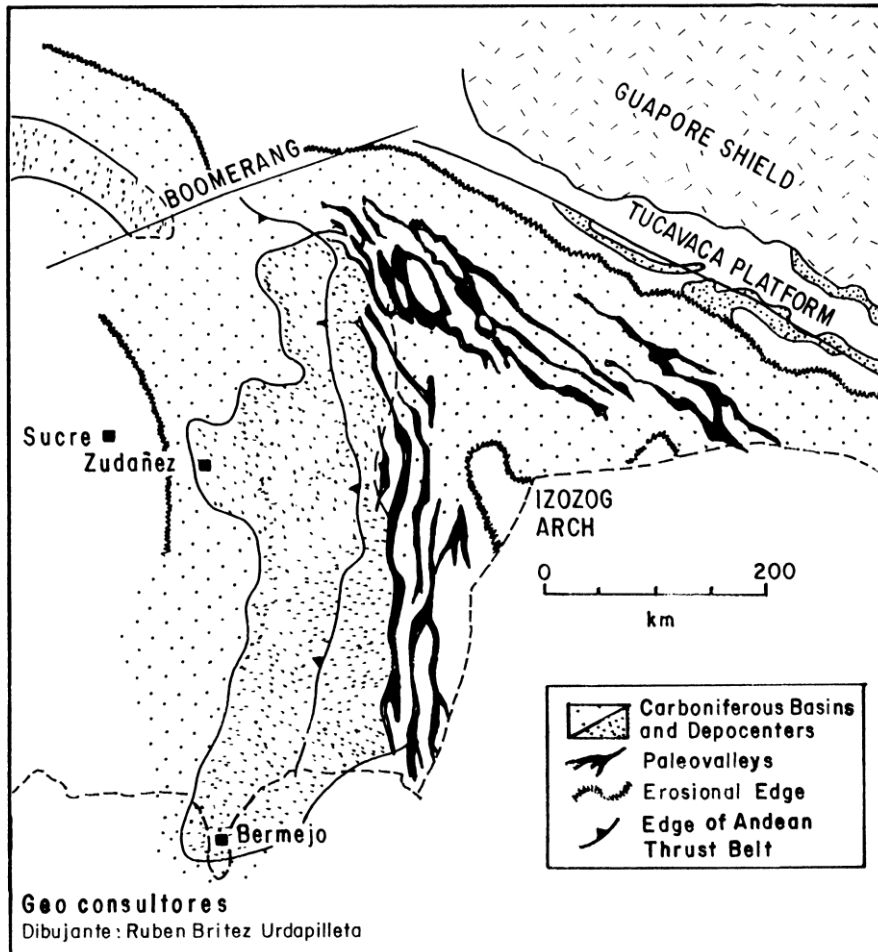 GUAPORE SHIELD
BOOMERANG
TUCAVACA PLATFORM
Sucre
Zudañez
IZOZOG
ARCH
0 200
km
Carboniferous Basins
and Depocenters
Paleovalleys
Erosional Edge
Edge of Andean
Thrust Belt
Bermejo
Geo consultores
Dibujante: Ruben Britez Urdapilleta